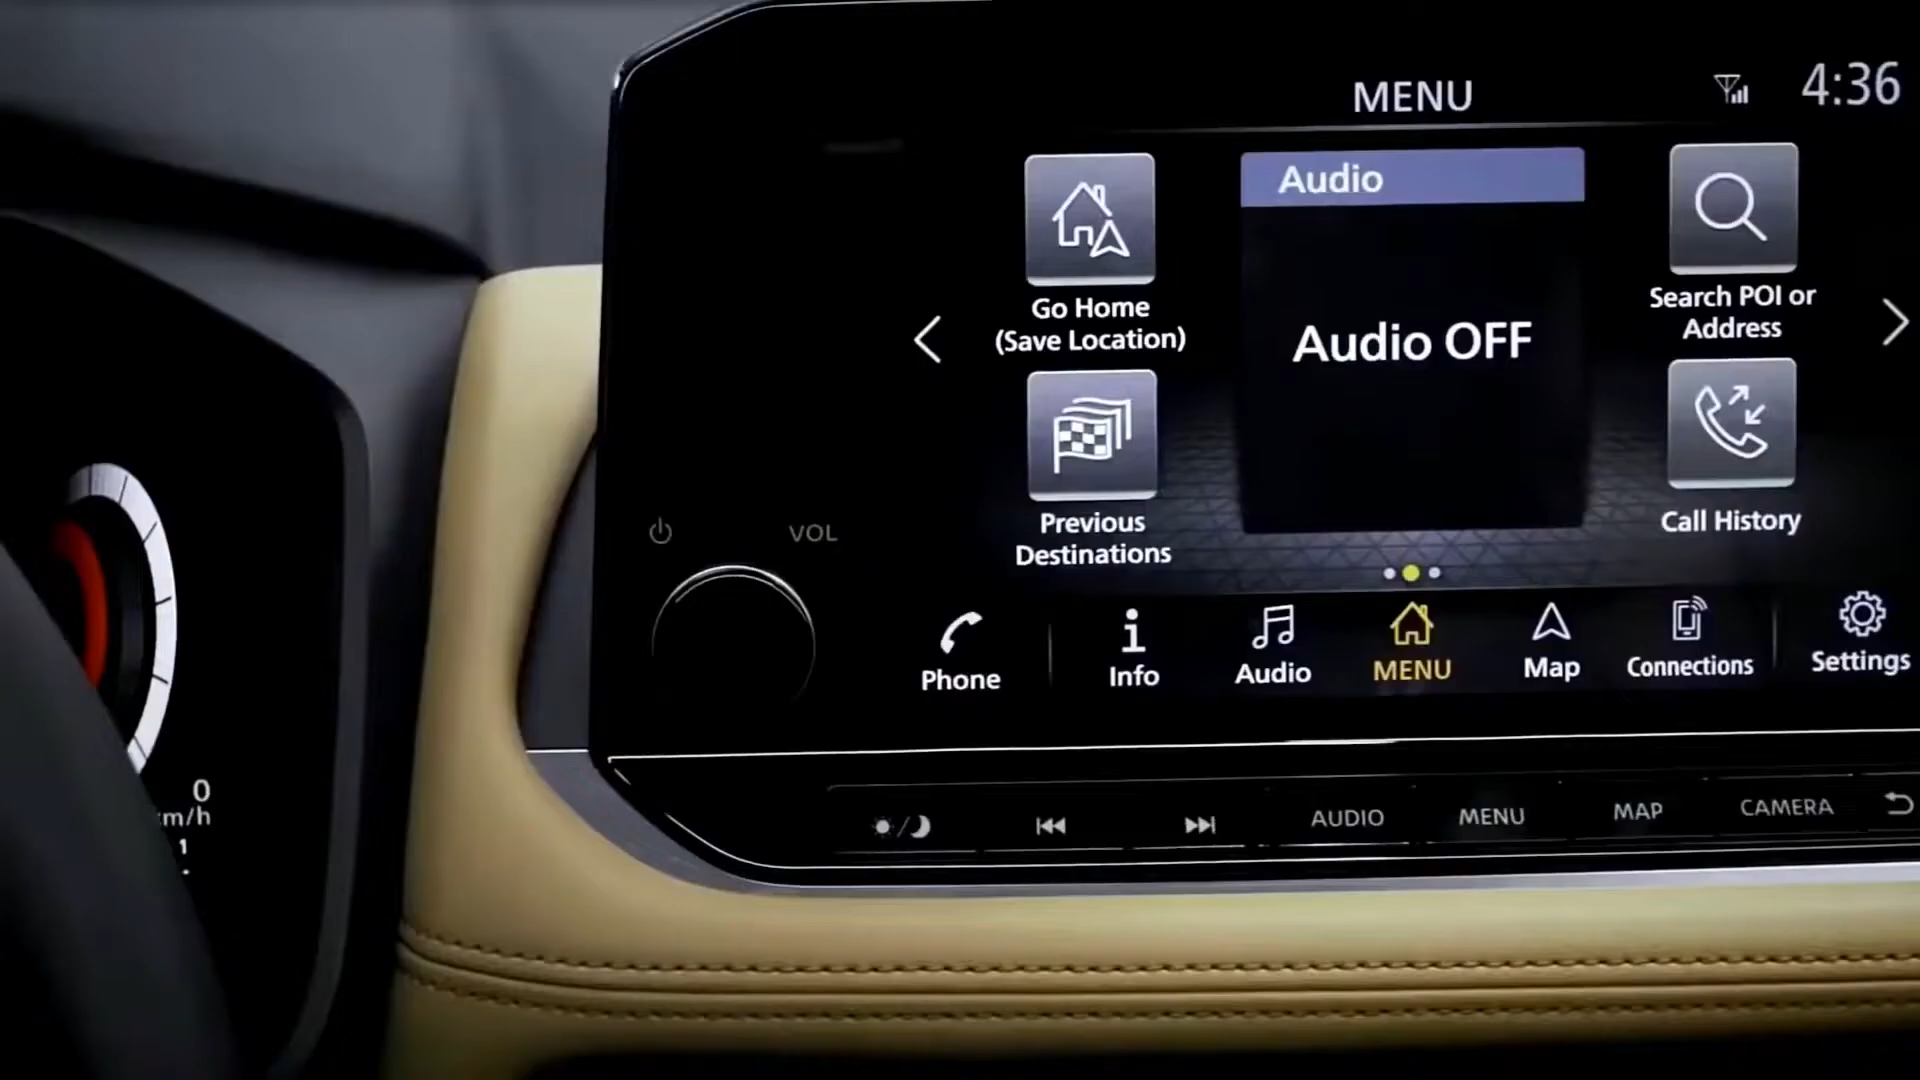 MENU
4:36
Audio
Go Home
(Save Location)
Audio OFF
Search POI or
Address
Previous
Destinations
Call History
VOL
Phone
Info
Audio
MENU
Map
Connections
Settings
AUDIO
MENU
MAP
CAMERA
0
m/h
1